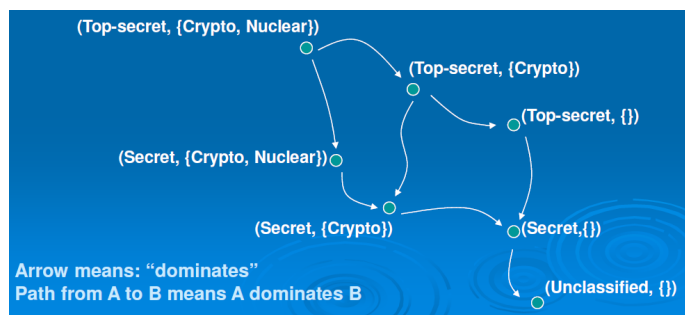 (Top-secret, {Crypto, Nuclear})
(Top-secret, {Crypto})
(Top-secret, {})
(Secret, {Crypto, Nuclear})
(Secret, {Crypto})
(Secret,{})
(Unclassified, {})
Arrow means: “dominates”
Path from A to B means A dominates B